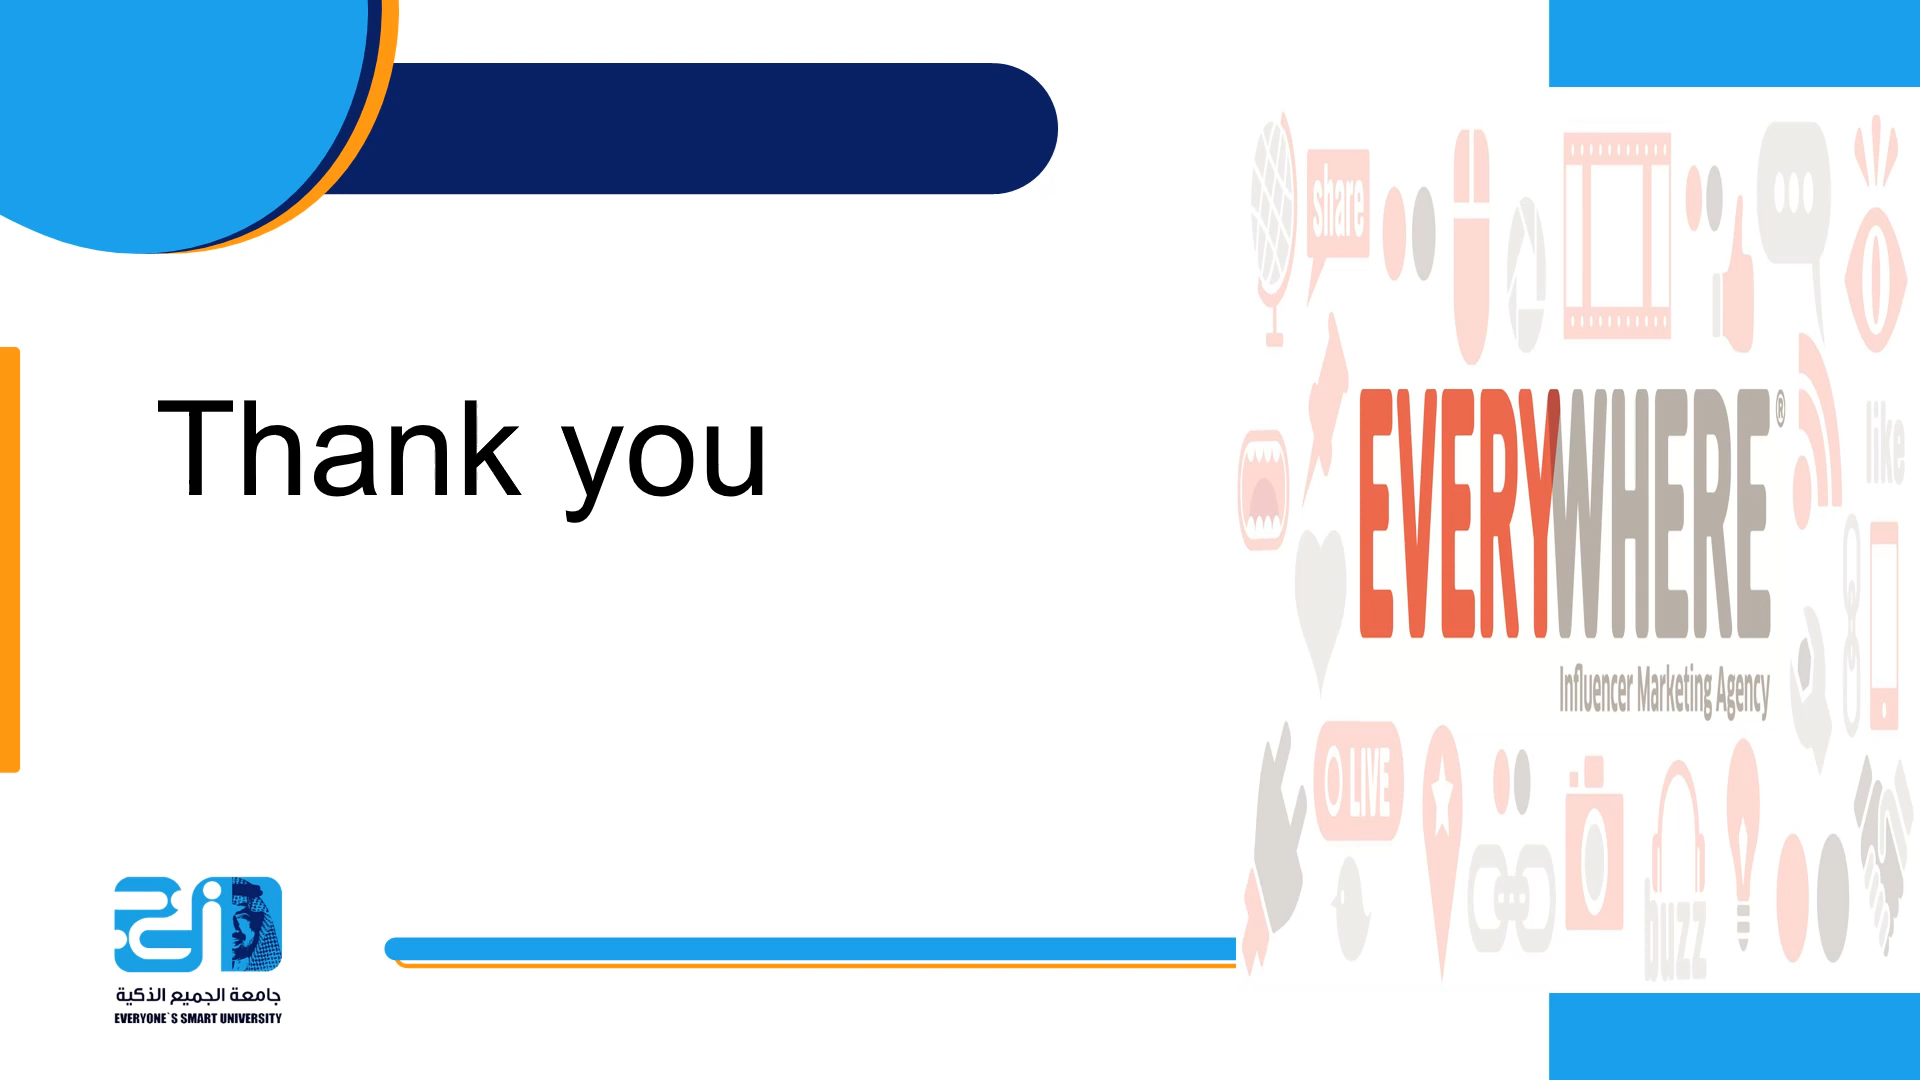 Thank you
share
like
EVERYWHERE®
Influencer Marketing Agency
LIVE
buzz
جامعة الجميع الذكية
EVERYONE`S SMART UNIVERSITY